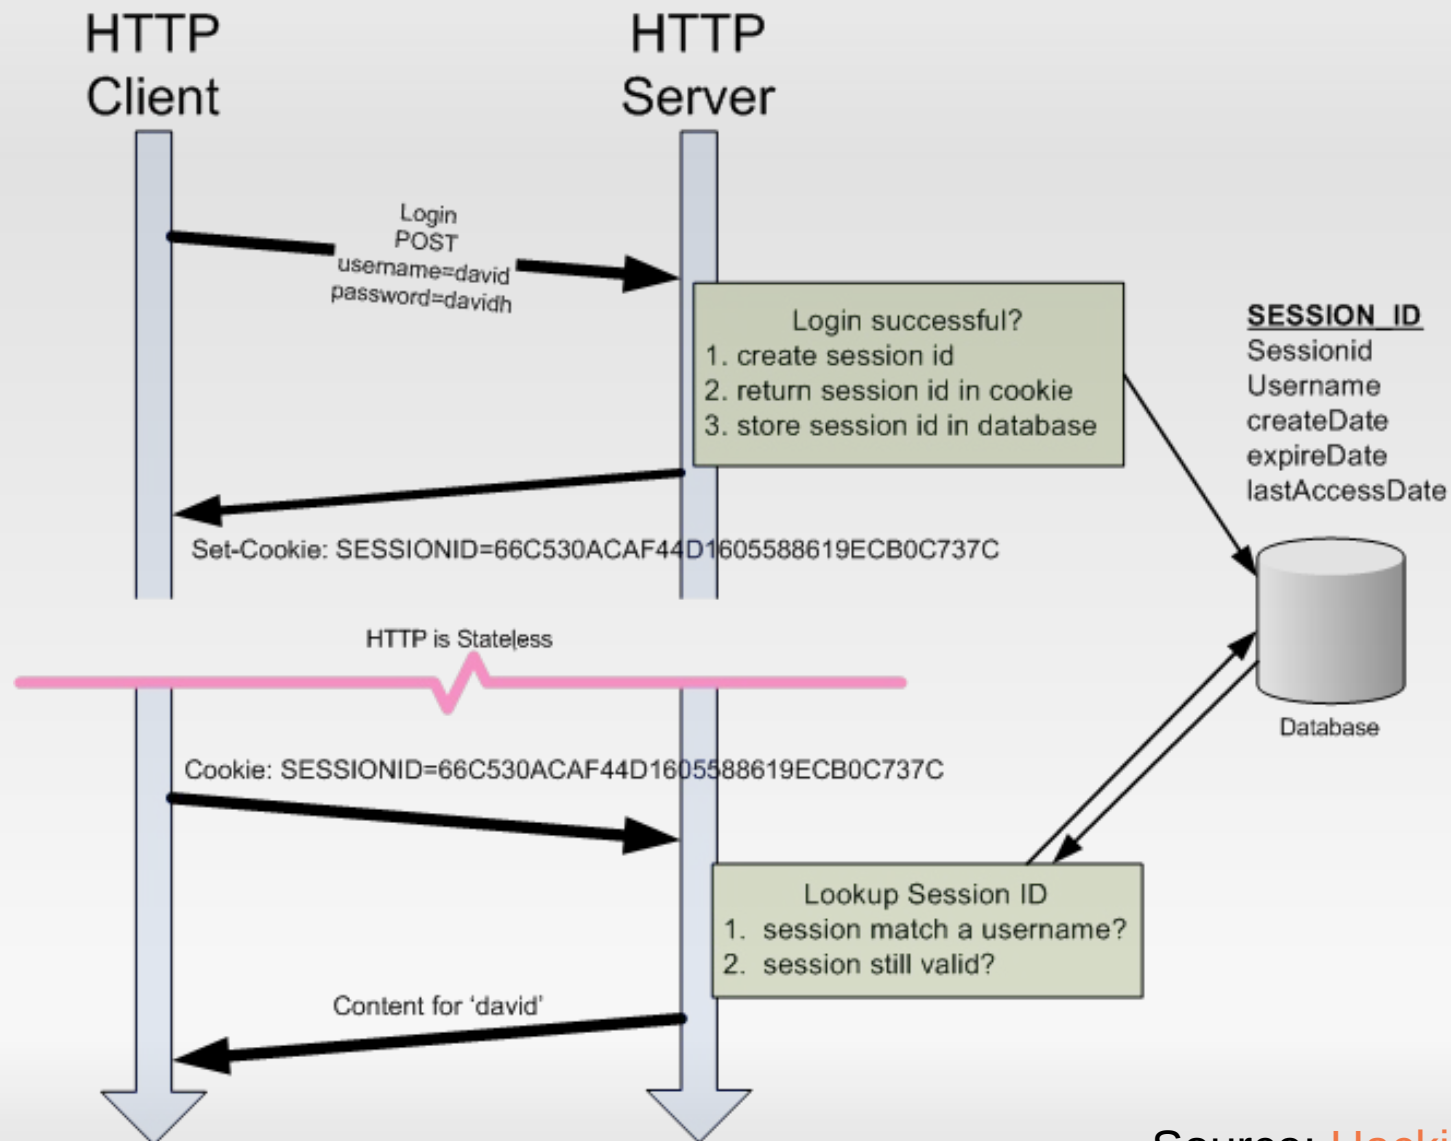 HTTP
Client
HTTP
Server
Login
POST
username=david
password=davidh
Login successful?
1. create session id
2. return session id in cookie
3. store session id in database
SESSION_ID
Sessionid
Username
createDate
expireDate
lastAccessDate
Set-Cookie: SESSIONID=66C530ACAF44D1605588619ECB0C737C
HTTP is Stateless
Database
Cookie: SESSIONID=66C530ACAF44D1605588619ECB0C737C
Lookup Session ID
1. session match a username?
2. session still valid?
Content for ‘david’
Source: